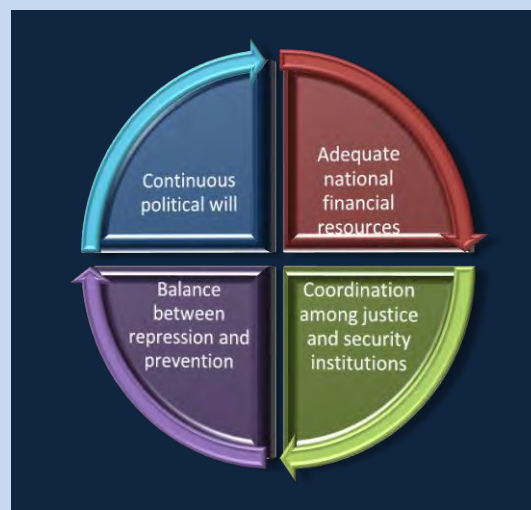 Continuous
political will
Adequate
national
financial
resources
Balance
between
repression and
prevention
Coordination
among justice
and security
institutions